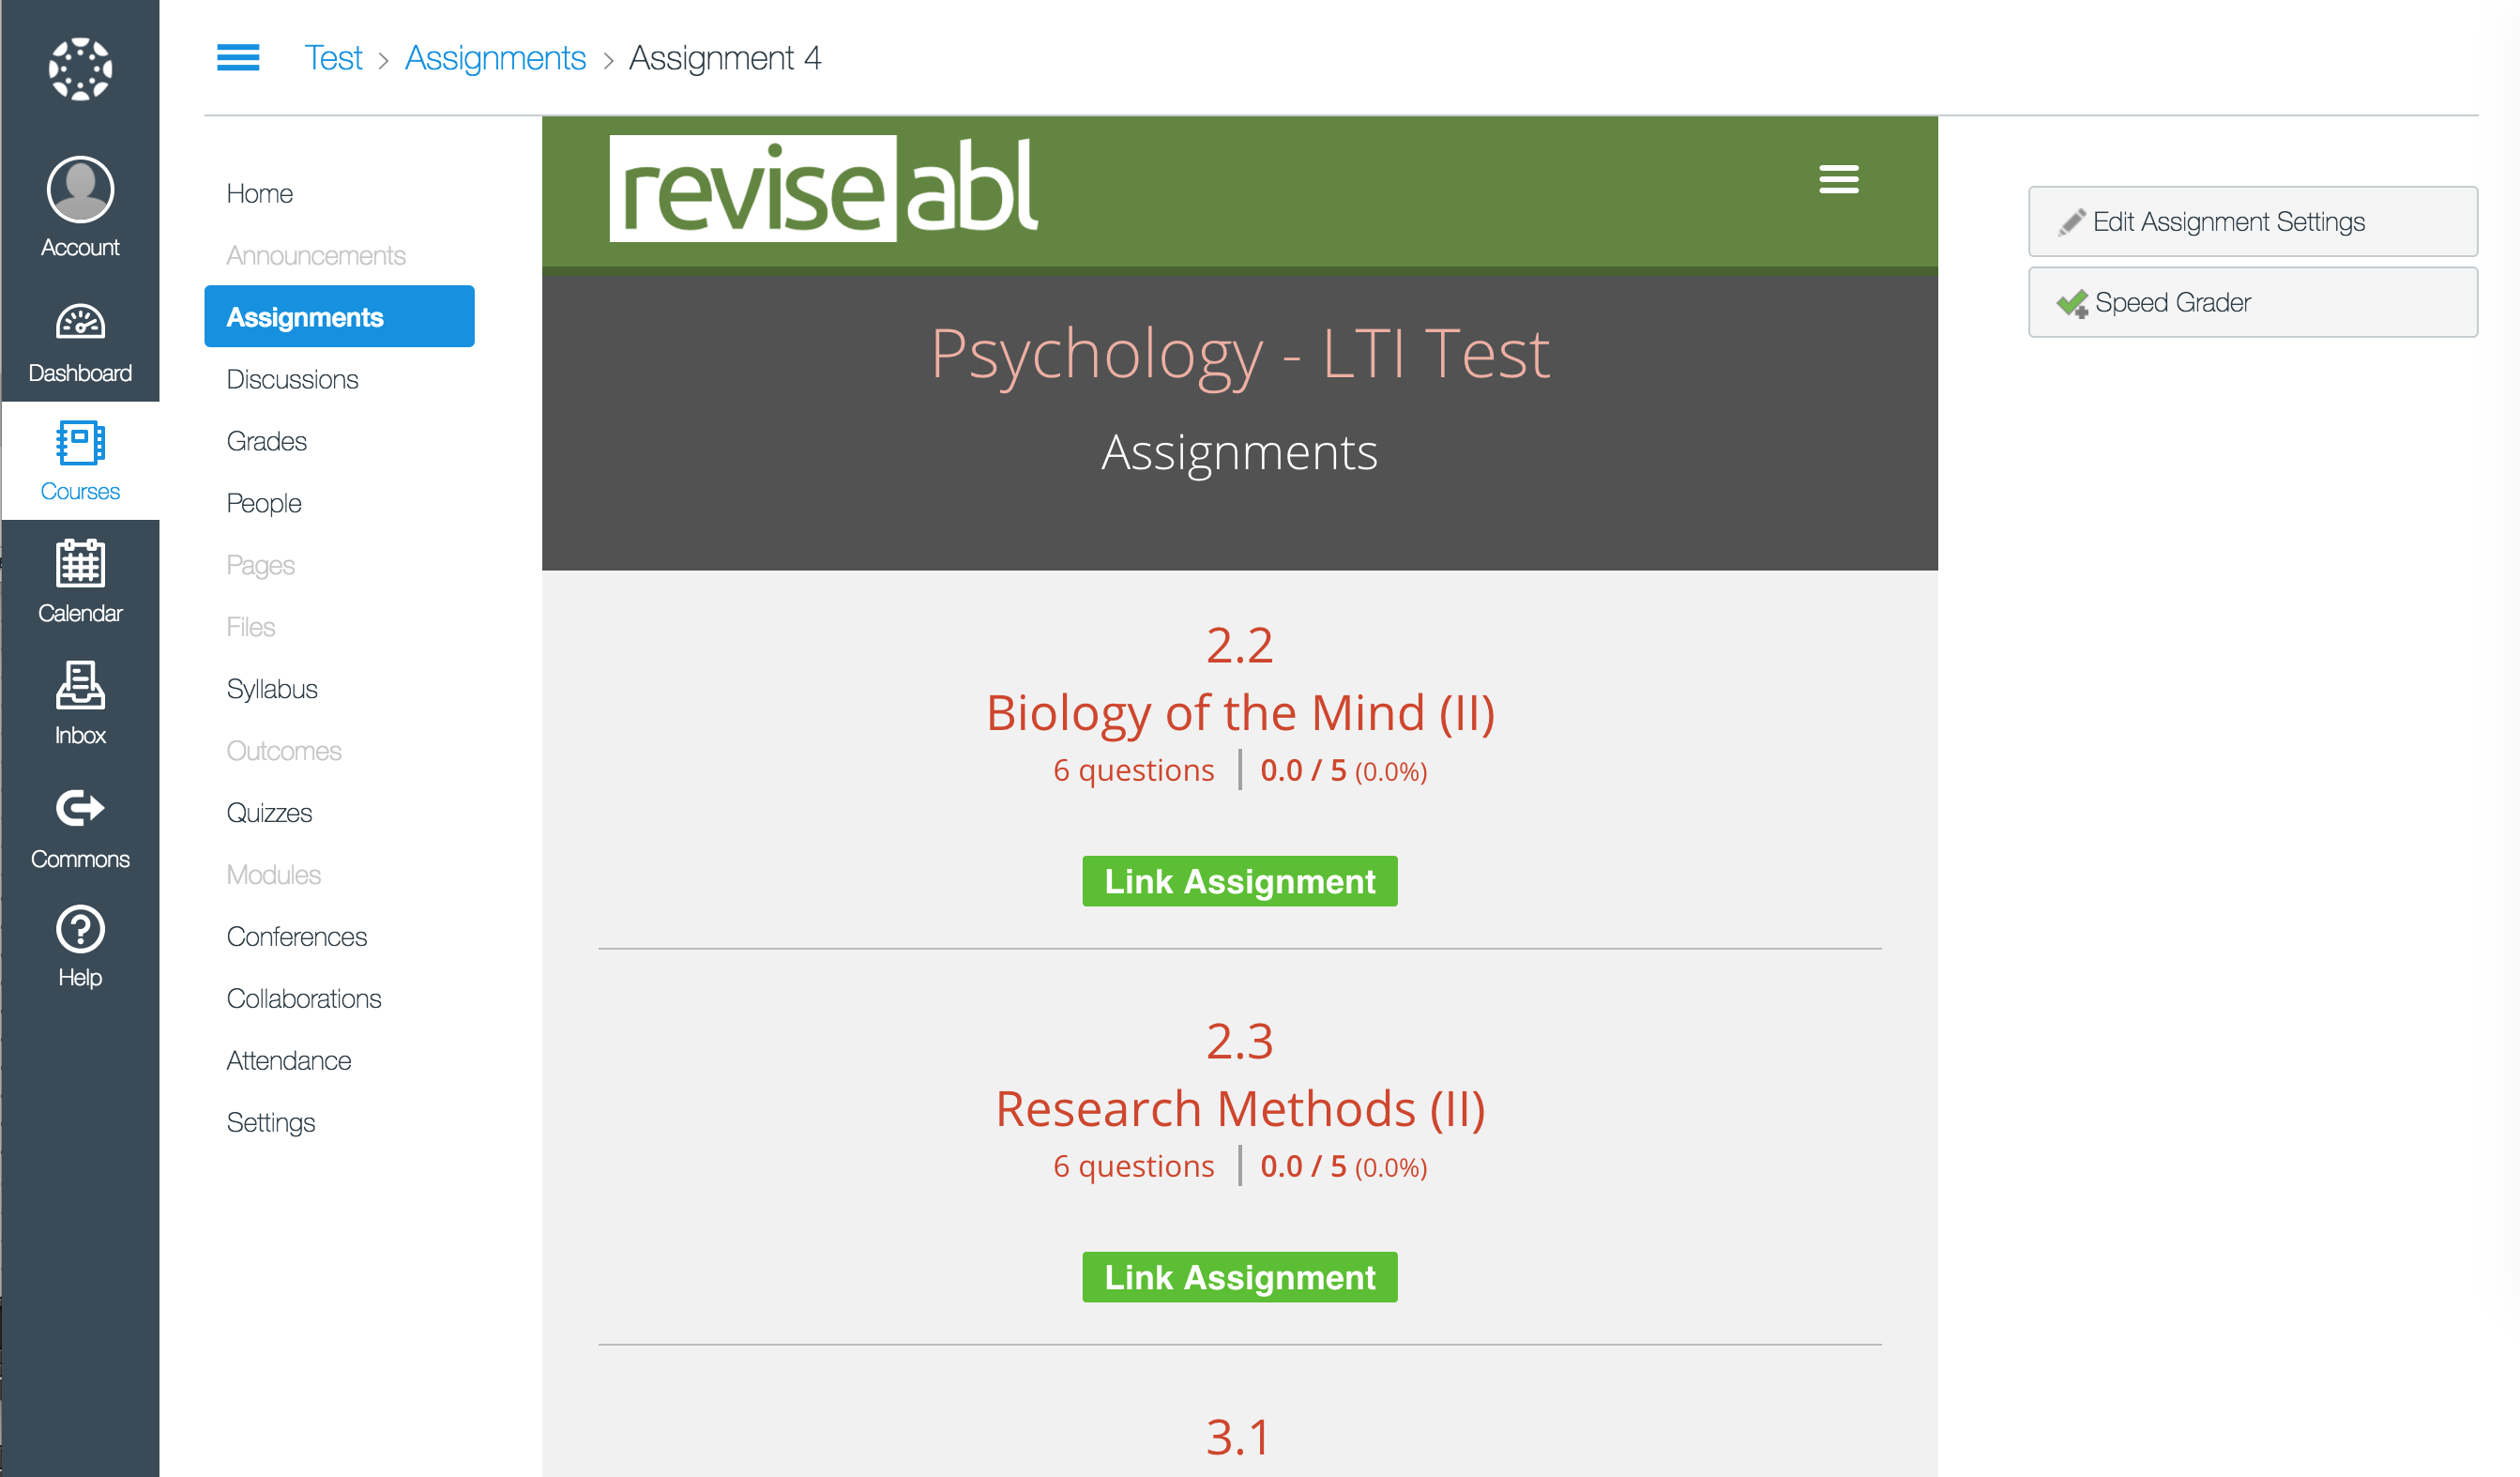 Test > Assignments > Assignment 4
Account
Dashboard
Courses
Calendar
Inbox
Commons
Help
Home
Announcements
Assignments
Discussions
Grades
People
Pages
Files
Syllabus
Outcomes
Quizzes
Modules
Conferences
Collaborations
Attendance
Settings
reviseabl
Psychology - LTI Test
Assignments
2.2
Biology of the Mind (II)
6 questions | 0.0 / 5 (0.0%)
Link Assignment
2.3
Research Methods (II)
6 questions | 0.0 / 5 (0.0%)
Link Assignment
3.1
Edit Assignment Settings
Speed Grader